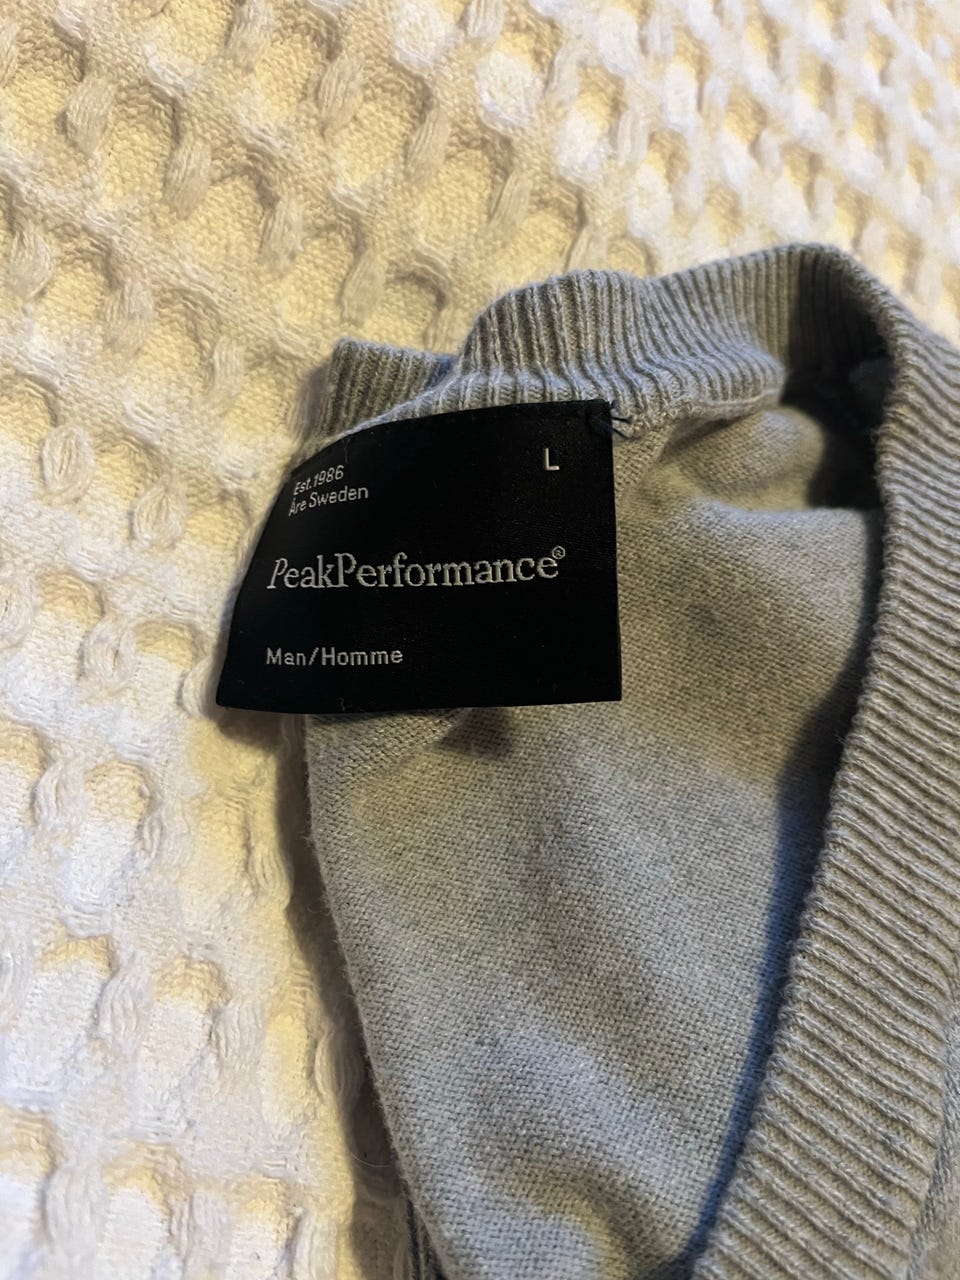 Est.1986
Åre Sweden
L
PeakPerformance®
Man/Homme